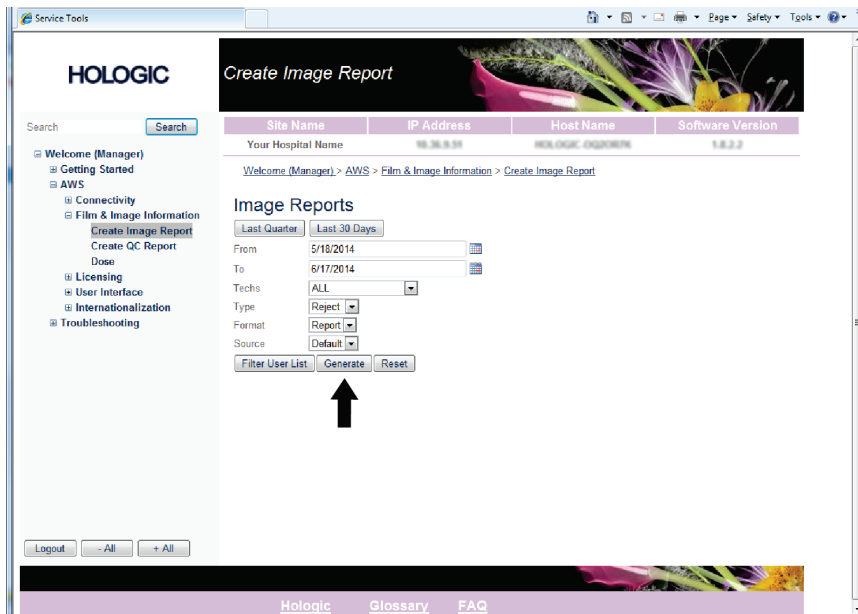 Service Tools
Page Safety Tools
HOLOGIC
Create Image Report
Search Search
Site Name IP Address Host Name Software Version
Your Hospital Name
Welcome (Manager)
Getting Started
AWS
Connectivity
Film & Image Information
Create Image Report
Create QC Report
Dose
Licensing
User Interface
Internationalization
Troubleshooting
Welcome (Manager) > AWS > Film & Image Information > Create Image Report
Image Reports
Last Quarter Last 30 Days
From 5/18/2014
To 6/17/2014
Techs ALL
Type Reject
Format Report
Source Default
Filter User List Generate Reset
Logout - All + All
Hologic Glossary FAQ